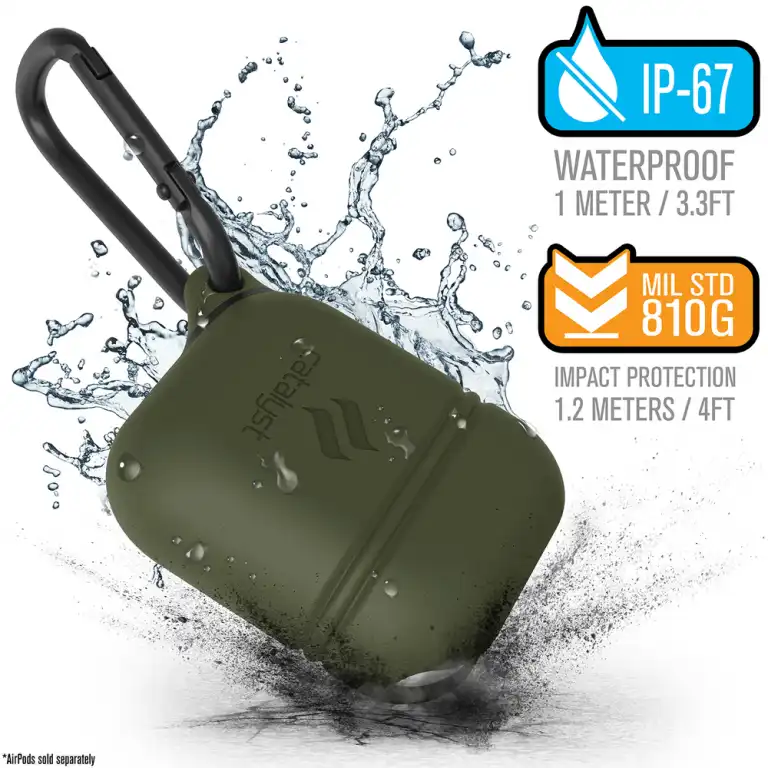 IP-67
WATERPROOF
1 METER / 3.3FT
MIL STD
810G
IMPACT PROTECTION
1.2 METERS / 4FT
catalyst
*AirPods sold separately